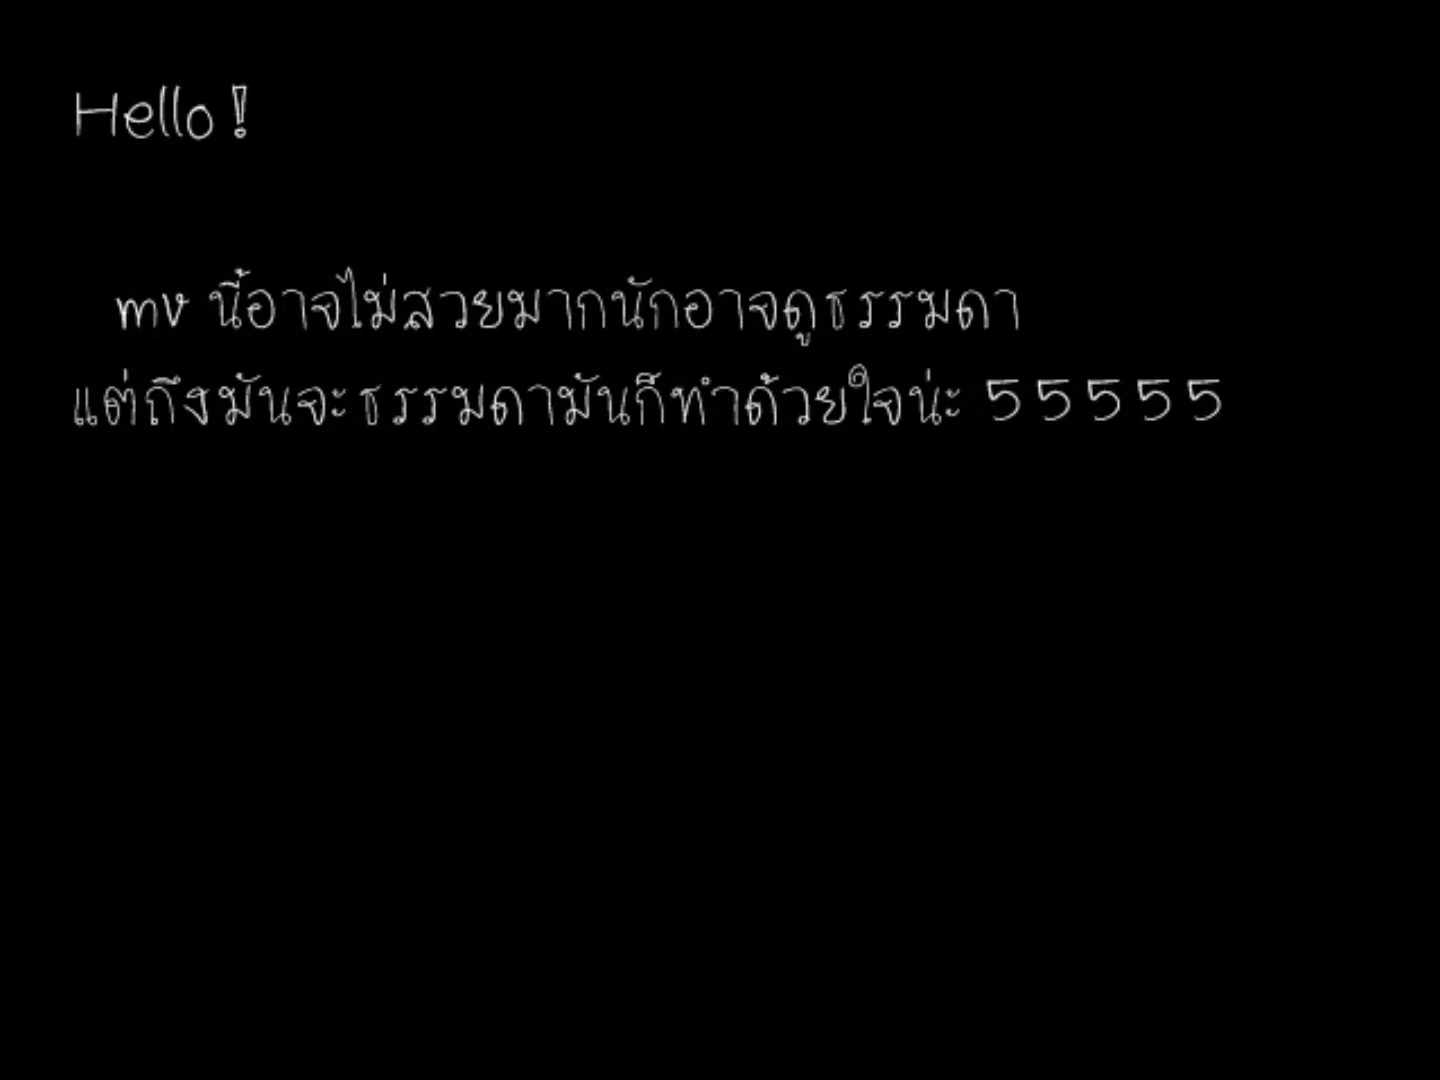 Hello!
mv นี้อาจไม่สวยมากนักอาจดูธรรมดา
แต่ถึงมันจะธรรมดามันก็ทำด้วยใจน่ะ 55555